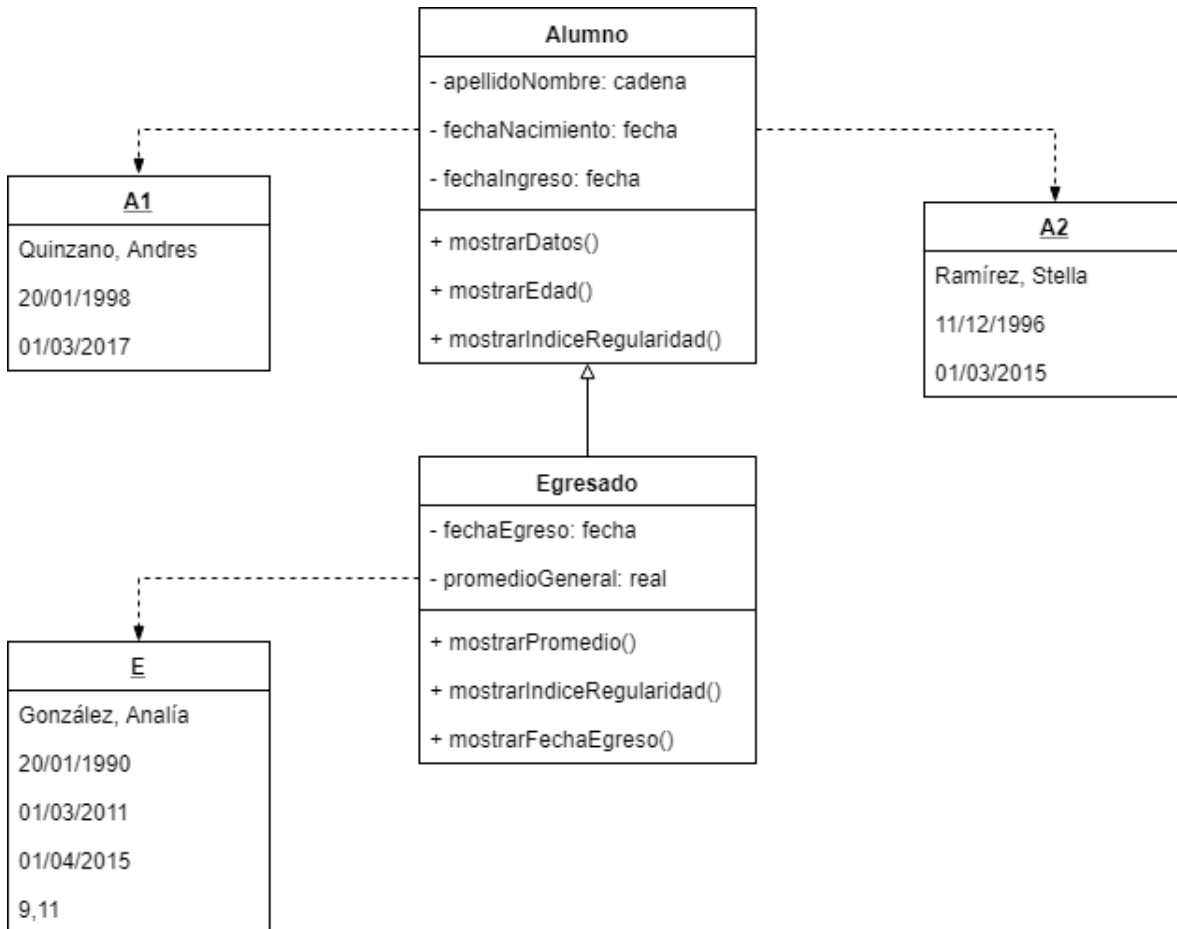 Alumno
- apellidoNombre: cadena
- fechaNacimiento: fecha
- fechaIngreso: fecha
+ mostrarDatos()
+ mostrarEdad()
+ mostrarIndiceRegularidad()
A1
Quinzano, Andres
20/01/1998
01/03/2017
A2
Ramírez, Stella
11/12/1996
01/03/2015
Egresado
- fechaEgreso: fecha
- promedioGeneral: real
+ mostrarPromedio()
+ mostrarIndiceRegularidad()
+ mostrarFechaEgreso()
E
González, Analía
20/01/1990
01/03/2011
01/04/2015
9,11